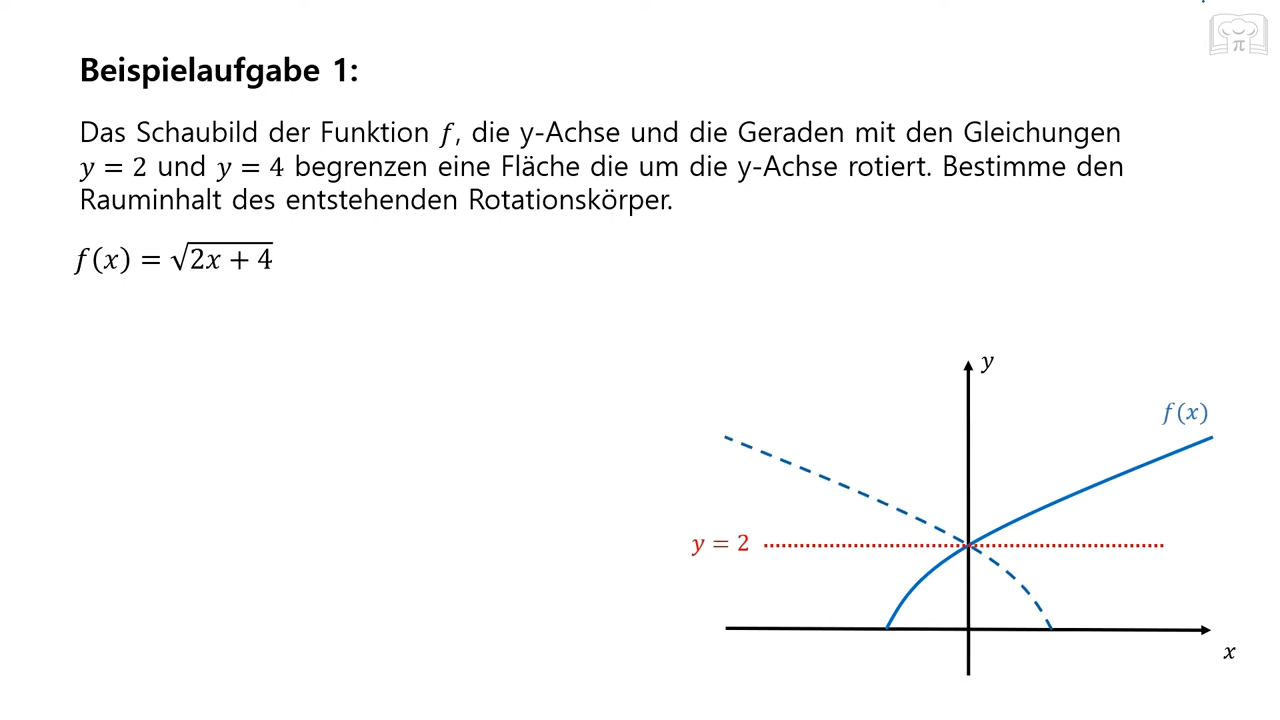 Beispielaufgabe 1:
Das Schaubild der Funktion f, die y-Achse und die Geraden mit den Gleichungen
y = 2 und y = 4 begrenzen eine Fläche die um die y-Achse rotiert. Bestimme den
Rauminhalt des entstehenden Rotationskörper.
f(x) = √(2x + 4)
y
f(x)
y = 2
x
π